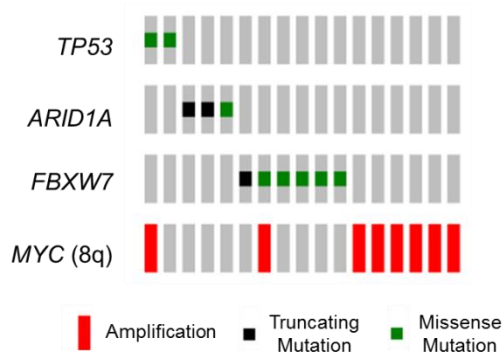 TP53
ARID1A
FBXW7
MYC (8q)
Amplification
Truncating
Mutation
Missense
Mutation